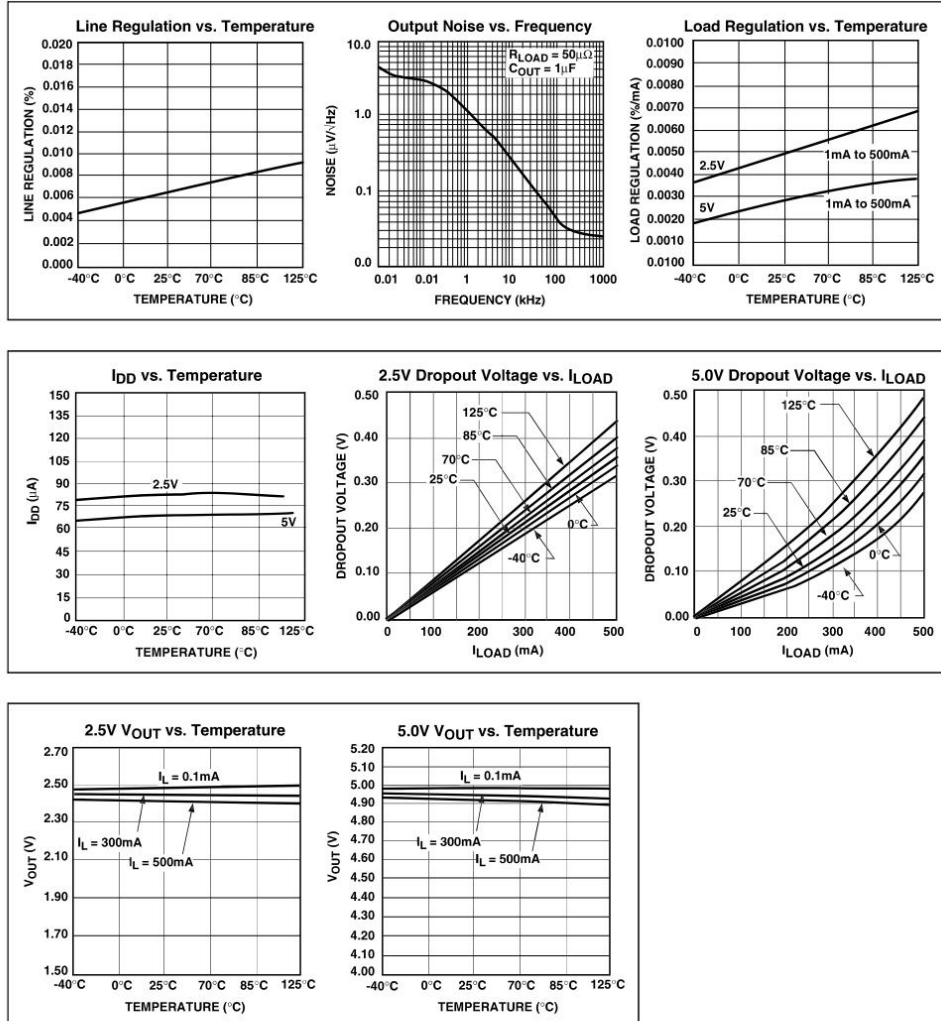 Line Regulation vs. Temperature
LINE REGULATION (%)
0.020
0.018
0.016
0.014
0.012
0.010
0.008
0.006
0.004
0.002
0.000
-40°C 0°C 25°C 70°C 85°C 125°C
TEMPERATURE (°C)
Output Noise vs. Frequency
NOISE (µV/√Hz)
10.0
1.0
0.1
0.0
RLOAD = 50µΩ
COUT = 1µF
0.01 0.01 1 10 100 1000
FREQUENCY (kHz)
Load Regulation vs. Temperature
LOAD REGULATION (%/mA)
0.0100
0.0090
0.0080
0.0070
0.0060
0.0050
0.0040
0.0030
0.0020
0.0010
0.0100
2.5V
1mA to 500mA
5V
1mA to 500mA
-40°C 0°C 25°C 70°C 85°C 125°C
TEMPERATURE (°C)
IDD vs. Temperature
IDD (µA)
150
135
120
105
90
75
60
45
30
15
0
2.5V
5V
-40°C 0°C 25°C 70°C 85°C 125°C
TEMPERATURE (°C)
2.5V Dropout Voltage vs. ILOAD
DROPOUT VOLTAGE (V)
0.50
0.40
0.30
0.20
0.10
0.00
125°C
85°C
70°C
25°C
0°C
-40°C
0 100 200 300 400 500
ILOAD (mA)
5.0V Dropout Voltage vs. ILOAD
DROPOUT VOLTAGE (V)
0.50
0.40
0.30
0.20
0.10
0.00
125°C
85°C
70°C
25°C
0°C
-40°C
0 100 200 300 400 500
ILOAD (mA)
2.5V VOUT vs. Temperature
VOUT (V)
2.70
2.50
2.30
2.10
1.90
1.70
1.50
IL = 0.1mA
IL = 300mA
IL = 500mA
-40°C 0°C 25°C 70°C 85°C 125°C
TEMPERATURE (°C)
5.0V VOUT vs. Temperature
VOUT (V)
5.20
5.10
5.00
4.90
4.80
4.70
4.60
4.50
4.40
4.30
4.20
4.10
4.00
IL = 0.1mA
IL = 300mA
IL = 500mA
-40°C 0°C 25°C 70°C 85°C 125°C
TEMPERATURE (°C)